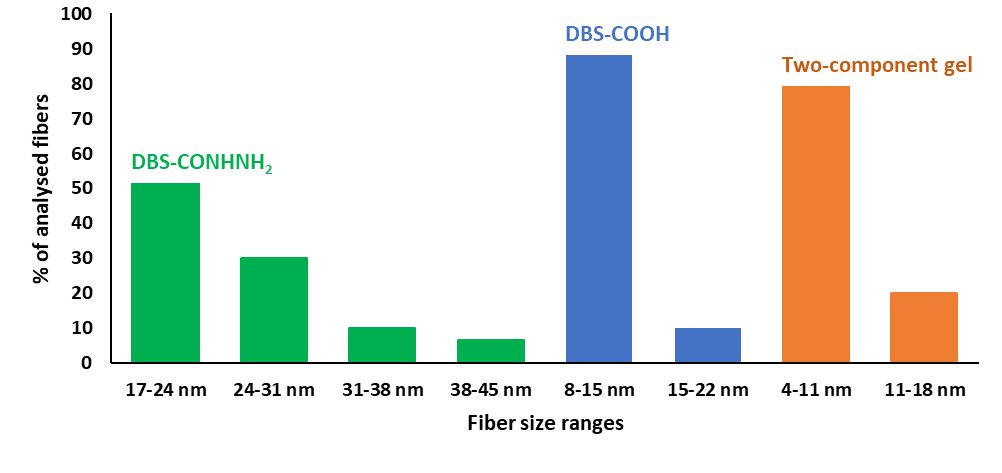 100
90
80
70
60
50
40
30
20
10
0
% of analysed fibers
DBS-CONHNH₂
DBS-COOH
Two-component gel
17-24 nm 24-31 nm 31-38 nm 38-45 nm 8-15 nm 15-22 nm 4-11 nm 11-18 nm
Fiber size ranges